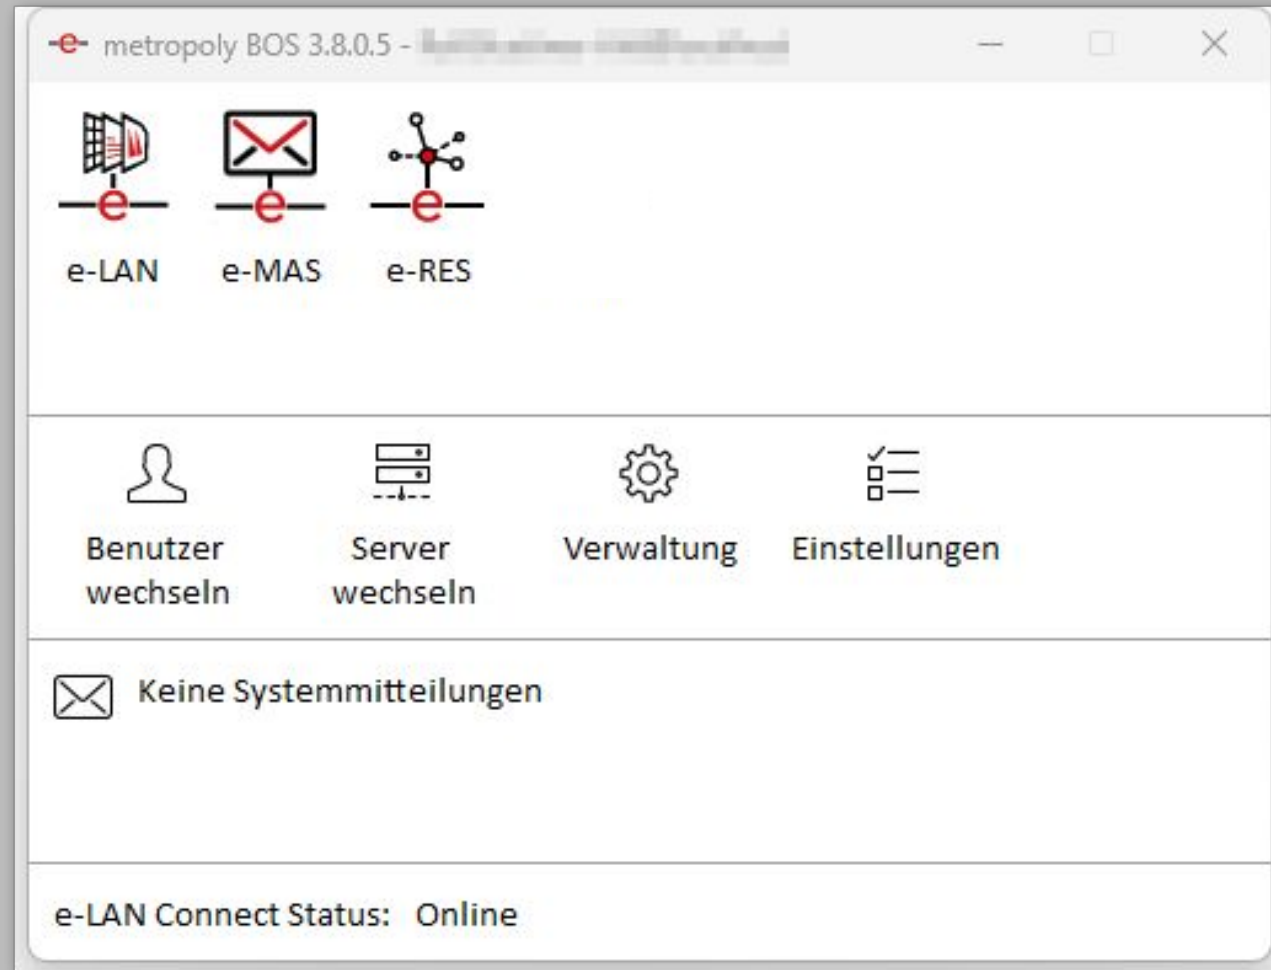 metropoly BOS 3.8.0.5 -
e-LAN e-MAS e-RES
Benutzer wechseln
Server wechseln
Verwaltung
Einstellungen
Keine Systemmitteilungen
e-LAN Connect Status: Online